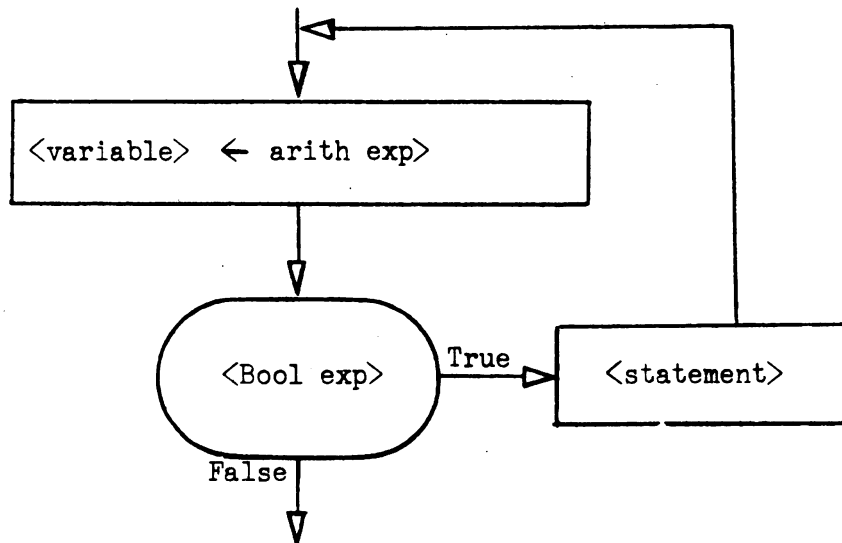 <variable> ← arith exp>
<Bool exp>
True
<statement>
False